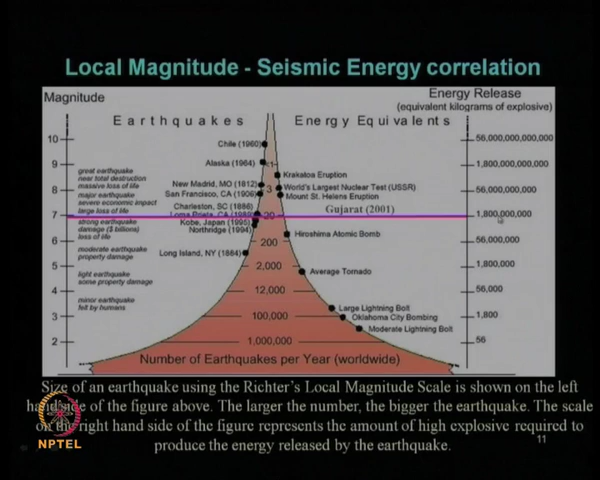 Local Magnitude - Seismic Energy correlation
Magnitude
Energy Release
(equivalent kilograms of explosive)
Earthquakes
Energy Equivalents
10
Chile (1960)
56,000,000,000,000
9
Alaska (1964)
<1
1,800,000,000,000
great earthquake
near total destruction
massive loss of life
Krakatoa Eruption
8
New Madrid, MO (1812)
3
World's Largest Nuclear Test (USSR)
56,000,000,000
major earthquake
severe economic impact
large loss of life
San Francisco, CA (1906)
Mount St. Helens Eruption
Charleston, SC (1886)
Gujarat (2001)
7
Loma Prieta, CA (1989)
20
1,800,000,000
strong earthquake
damage ($ billions)
loss of life
Kobe, Japan (1995)
Northridge (1994)
Hiroshima Atomic Bomb
6
200
56,000,000
moderate earthquake
property damage
Long Island, NY (1884)
5
2,000
Average Tornado
1,800,000
light earthquake
some property damage
4
12,000
56,000
minor earthquake
felt by humans
Large Lightning Bolt
3
100,000
Oklahoma City Bombing
1,800
Moderate Lightning Bolt
2
1,000,000
56
Number of Earthquakes per Year (worldwide)
Size of an earthquake using the Richter's Local Magnitude Scale is shown on the left
hand side of the figure above. The larger the number, the bigger the earthquake. The scale
on the right hand side of the figure represents the amount of high explosive required to
produce the energy released by the earthquake.
11
NPTEL